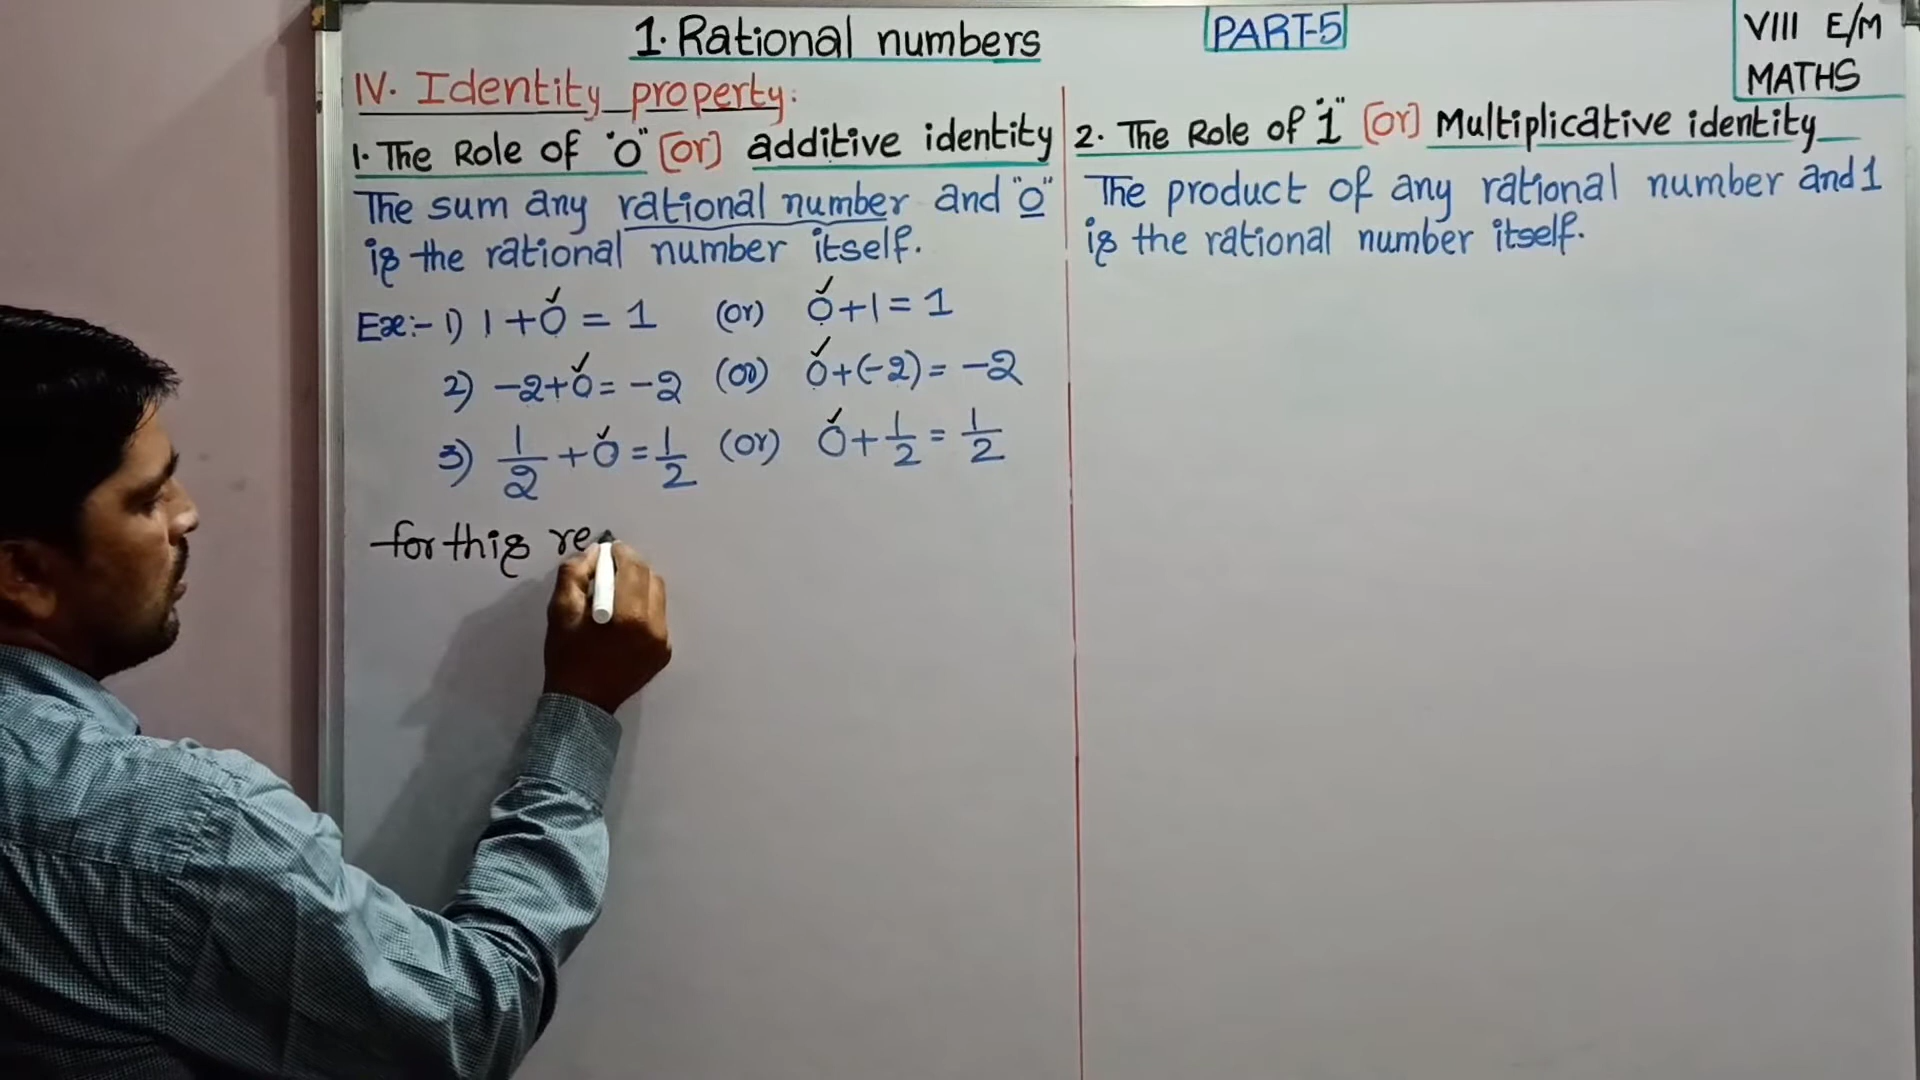 1. Rational numbers
PART-5
VIII E/M
MATHS
IV. Identity property:
1. The Role of "0" [or] additive identity
The sum any rational number and "0"
is the rational number itself.
Ex:- 1) 1 + 0 = 1 (or) 0 + 1 = 1
2) -2 + 0 = -2 (or) 0 + (-2) = -2
3) 1/2 + 0 = 1/2 (or) 0 + 1/2 = 1/2
for this re
2. The Role of "1" [or] Multiplicative identity
The product of any rational number and 1
is the rational number itself.